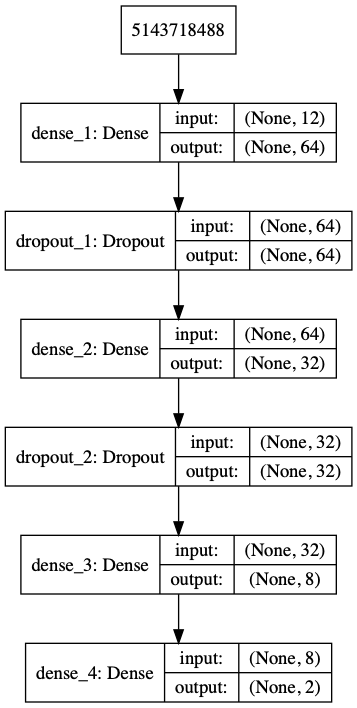 5143718488
dense_1: Dense
input: (None, 12)
output: (None, 64)
dropout_1: Dropout
input: (None, 64)
output: (None, 64)
dense_2: Dense
input: (None, 64)
output: (None, 32)
dropout_2: Dropout
input: (None, 32)
output: (None, 32)
dense_3: Dense
input: (None, 32)
output: (None, 8)
dense_4: Dense
input: (None, 8)
output: (None, 2)